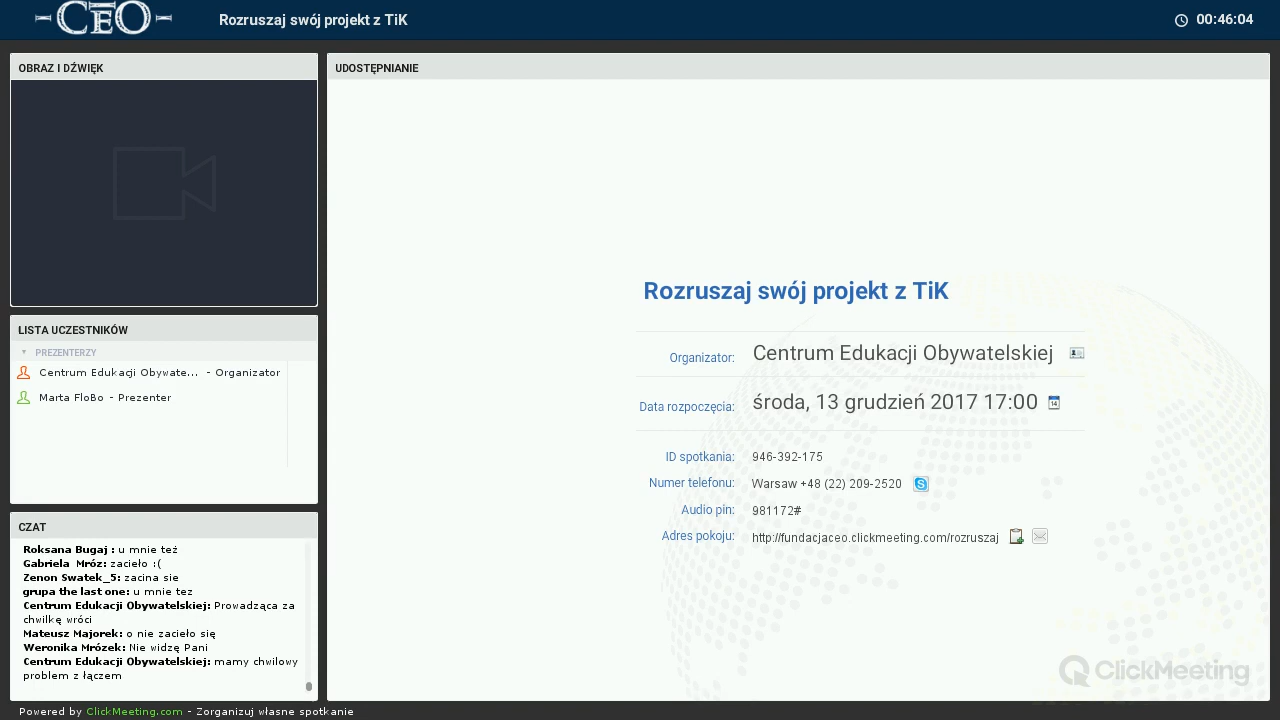 CEO
Rozruszaj swój projekt z TiK
00:46:04
OBRAZ I DŹWIĘK
LISTA UCZESTNIKÓW
PREZENTERZY
Centrum Edukacji Obywate... - Organizator
Marta FloBo - Prezenter
CZAT
Roksana Bugaj : u mnie też
Gabriela Mróz: zacieło :(
Zenon Swatek_5: zacina sie
grupa the last one: u mnie tez
Centrum Edukacji Obywatelskiej: Prowadząca za
chwilkę wróci
Mateusz Majorek: o nie zacieło się
Weronika Mrózek: Nie widzę Pani
Centrum Edukacji Obywatelskiej: mamy chwilowy
problem z łączem
UDOSTĘPNIANIE
Rozruszaj swój projekt z TiK
Organizator: Centrum Edukacji Obywatelskiej
Data rozpoczęcia: środa, 13 grudzień 2017 17:00
14
ID spotkania: 946-392-175
Numer telefonu: Warsaw +48 (22) 209-2520
Audio pin: 981172#
Adres pokoju: http://fundacjaceo.clickmeeting.com/rozruszaj
ClickMeeting
Powered by ClickMeeting.com - Zorganizuj własne spotkanie